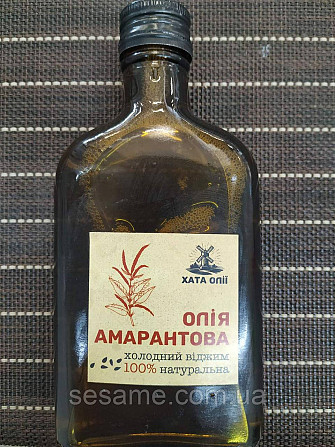 ХАТА ОЛІЇ
ОЛІЯ
АМАРАНТОВА
холодний віджим
100% натуральна
sesame.com.ua